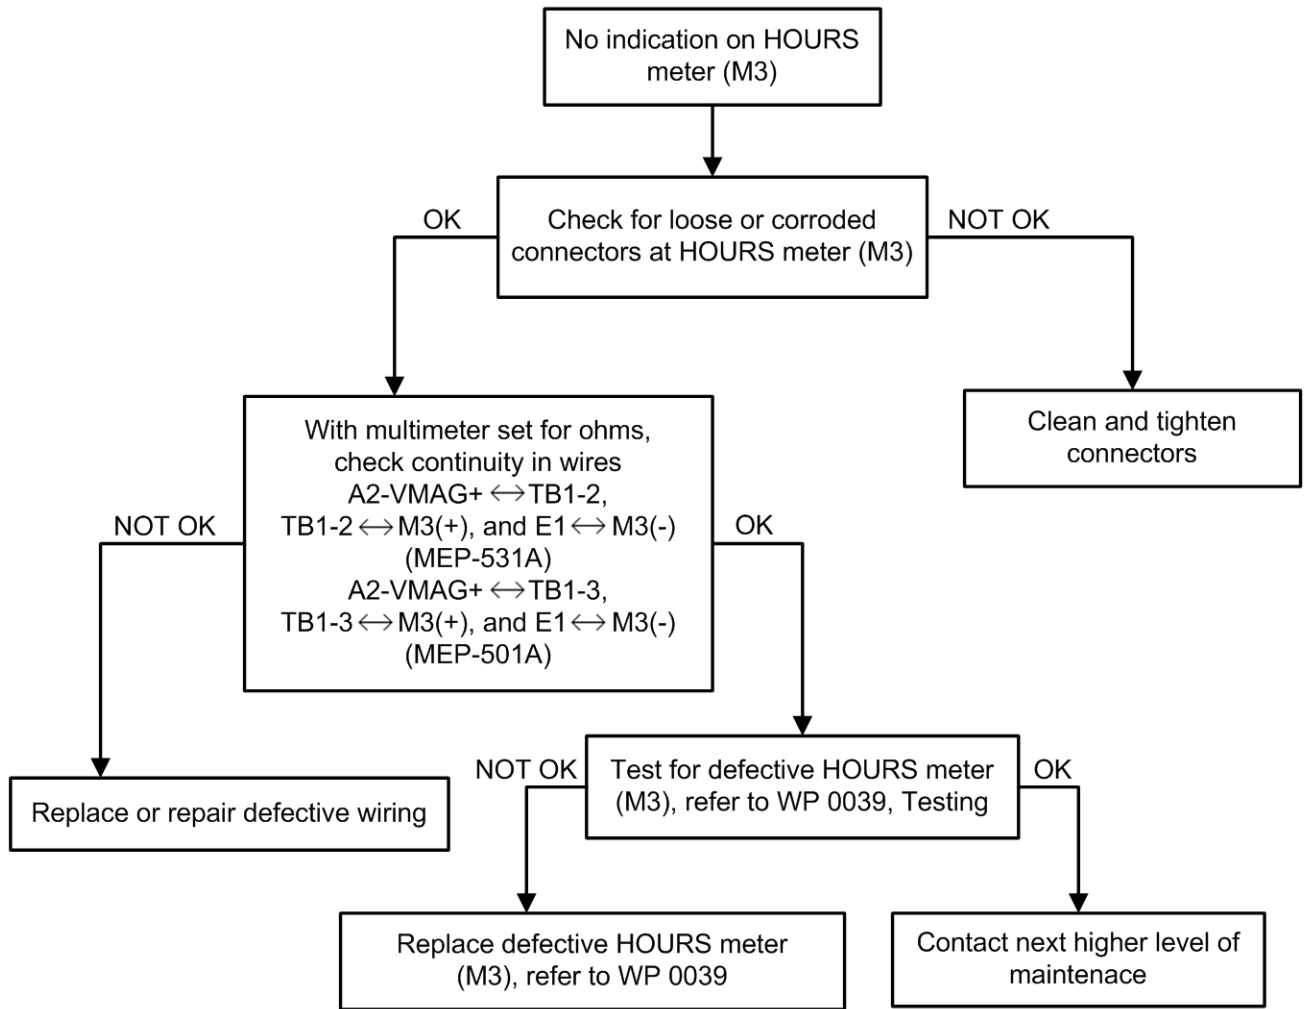 No indication on HOURS
meter (M3)
OK
Check for loose or corroded
connectors at HOURS meter (M3)
NOT OK
With multimeter set for ohms,
check continuity in wires
A2-VMAG+ ↔ TB1-2,
TB1-2 ↔ M3(+), and E1 ↔ M3(-)
(MEP-531A)
A2-VMAG+ ↔ TB1-3,
TB1-3 ↔ M3(+), and E1 ↔ M3(-)
(MEP-501A)
Clean and tighten
connectors
NOT OK
OK
Replace or repair defective wiring
NOT OK
Test for defective HOURS meter
(M3), refer to WP 0039, Testing
OK
Replace defective HOURS meter
(M3), refer to WP 0039
Contact next higher level of
maintenace